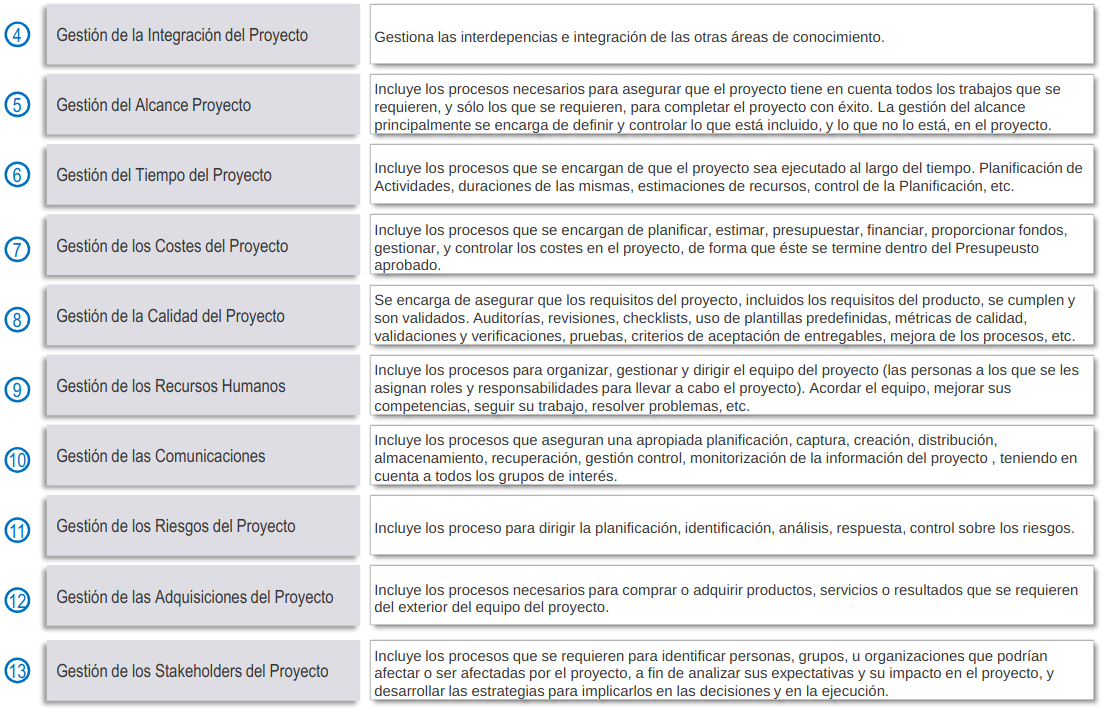 4
Gestión de la Integración del Proyecto
Gestiona las interdepencias e integración de las otras áreas de conocimiento.
5
Gestión del Alcance Proyecto
Incluye los procesos necesarios para asegurar que el proyecto tiene en cuenta todos los trabajos que se
requieren, y sólo los que se requieren, para completar el proyecto con éxito. La gestión del alcance
principalmente se encarga de definir y controlar lo que está incluido, y lo que no lo está, en el proyecto.
6
Gestión del Tiempo del Proyecto
Incluye los procesos que se encargan de que el proyecto sea ejecutado al largo del tiempo. Planificación de
Actividades, duraciones de las mismas, estimaciones de recursos, control de la Planificación, etc.
7
Gestión de los Costes del Proyecto
Incluye los procesos que se encargan de planificar, estimar, presupuestar, financiar, proporcionar fondos,
gestionar, y controlar los costes en el proyecto, de forma que éste se termine dentro del Presupeusto
aprobado.
8
Gestión de la Calidad del Proyecto
Se encarga de asegurar que los requisitos del proyecto, incluidos los requisitos del producto, se cumplen y
son validados. Auditorías, revisiones, checklists, uso de plantillas predefinidas, métricas de calidad,
validaciones y verificaciones, pruebas, criterios de aceptación de entregables, mejora de los procesos, etc.
9
Gestión de los Recursos Humanos
Incluye los procesos para organizar, gestionar y dirigir el equipo del proyecto (las personas a los que se les
asignan roles y responsabilidades para llevar a cabo el proyecto). Acordar el equipo, mejorar sus
competencias, seguir su trabajo, resolver problemas, etc.
10
Gestión de las Comunicaciones
Incluye los procesos que aseguran una apropiada planificación, captura, creación, distribución,
almacenamiento, recuperación, gestión control, monitorización de la información del proyecto , teniendo en
cuenta a todos los grupos de interés.
11
Gestión de los Riesgos del Proyecto
Incluye los proceso para dirigir la planificación, identificación, análisis, respuesta, control sobre los riesgos.
12
Gestión de las Adquisiciones del Proyecto
Incluye los procesos necesarios para comprar o adquirir productos, servicios o resultados que se requieren
del exterior del equipo del proyecto.
13
Gestión de los Stakeholders del Proyecto
Incluye los procesos que se requieren para identificar personas, grupos, u organizaciones que podrían
afectar o ser afectadas por el proyecto, a fin de analizar sus expectativas y su impacto en el proyecto, y
desarrollar las estrategias para implicarlos en las decisiones y en la ejecución.